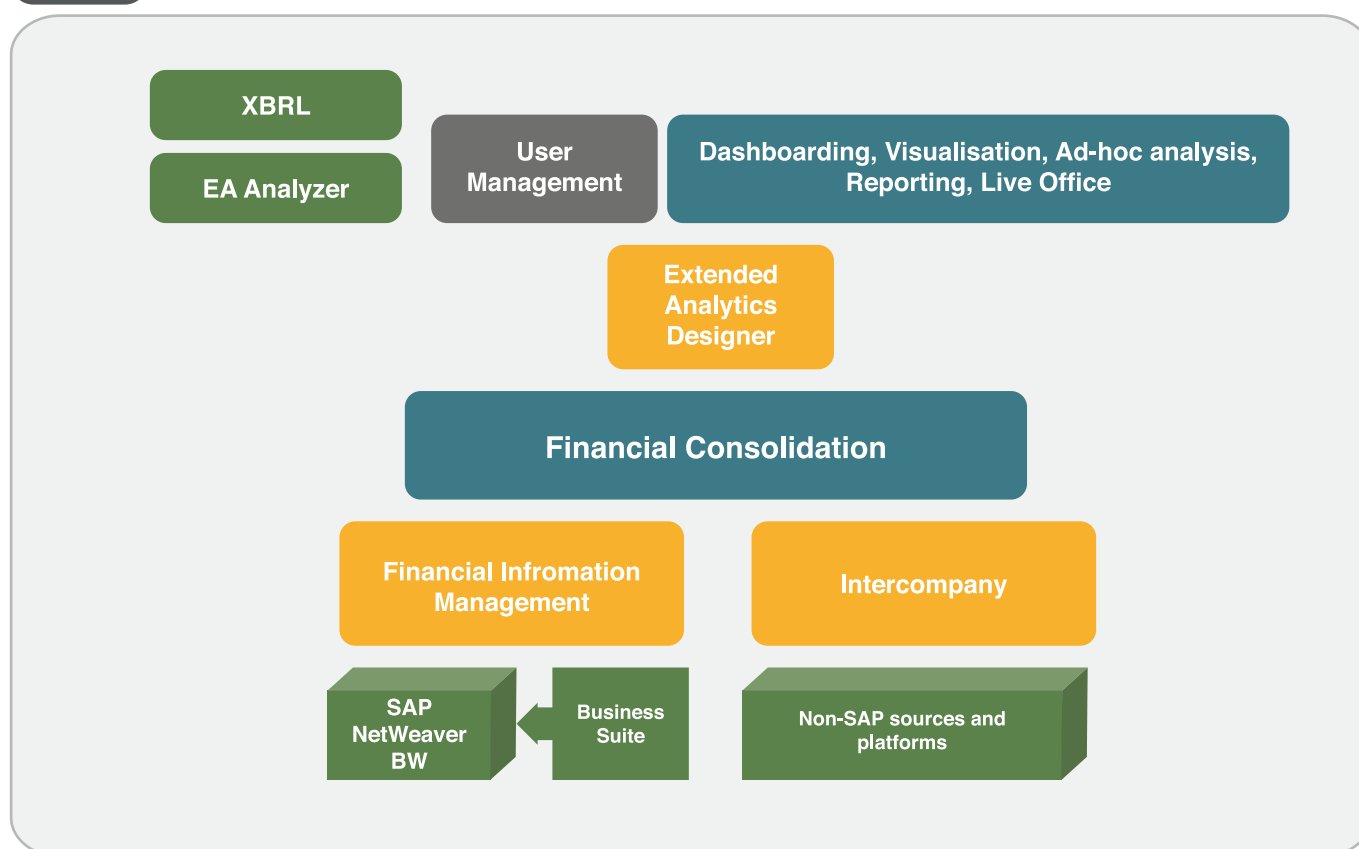 XBRL
EA Analyzer
User
Management
Dashboarding, Visualisation, Ad-hoc analysis,
Reporting, Live Office
Extended
Analytics
Designer
Financial Consolidation
Financial Infromation
Management
Intercompany
SAP
NetWeaver
BW
Business
Suite
Non-SAP sources and
platforms